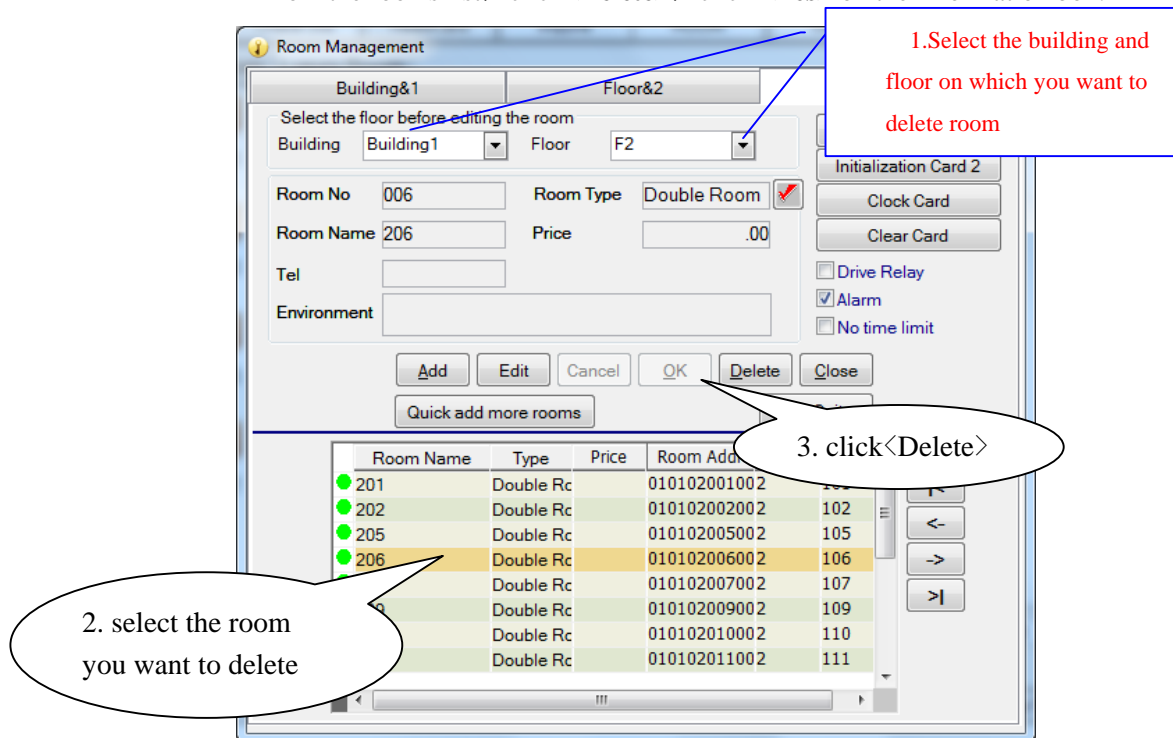 Room Management
1.Select the building and
floor on which you want to
delete room
Building&1 Floor&2
Select the floor before editing the room
Building Building1 Floor F2
Initialization Card 2
Room No 006 Room Type Double Room
Clock Card
Room Name 206 Price .00
Clear Card
Tel
Drive Relay
Alarm
Environment
No time limit
Add Edit Cancel OK Delete Close
Quick add more rooms
3. click〈Delete〉
Room Name Type Price Room Addr
201 Double Rc 010102001002
202 Double Rc 010102002002 102
205 Double Rc 010102005002 105
206 Double Rc 010102006002 106
Double Rc 010102007002 107
Double Rc 010102009002 109
Double Rc 010102010002 110
Double Rc 010102011002 111
|<
<-
->
>|
2. select the room
you want to delete